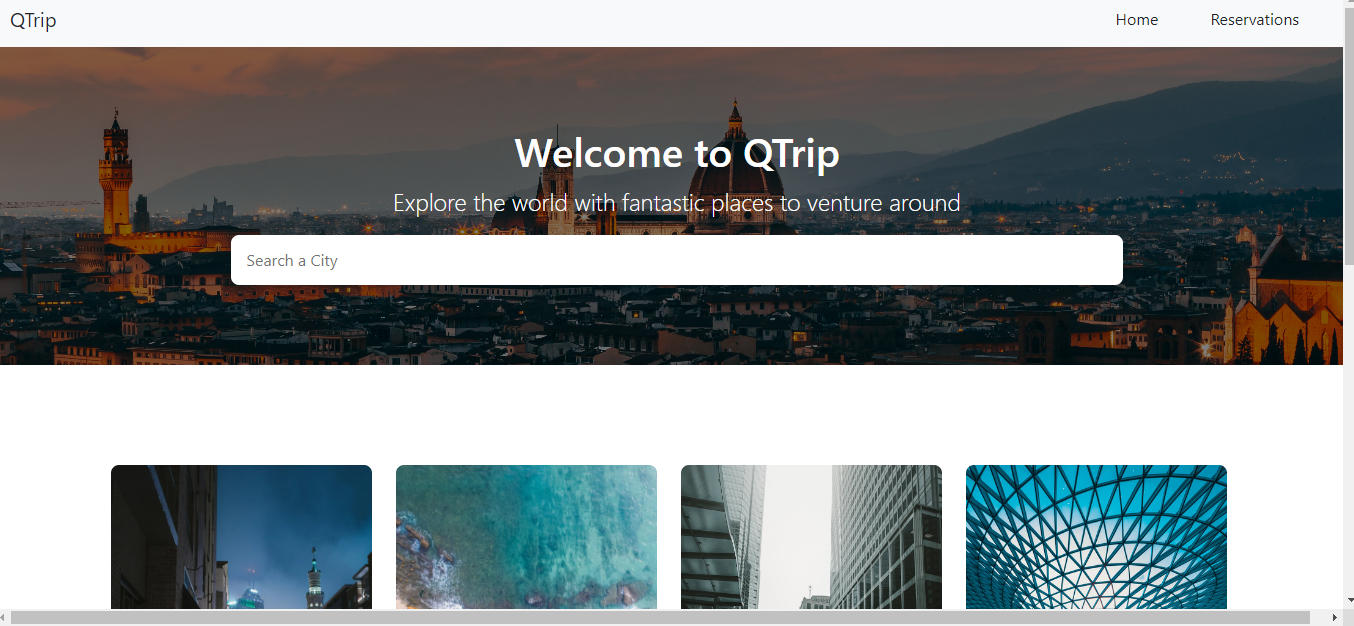 QTrip
Home
Reservations
Welcome to QTrip
Explore the world with fantastic places to venture around
Search a City